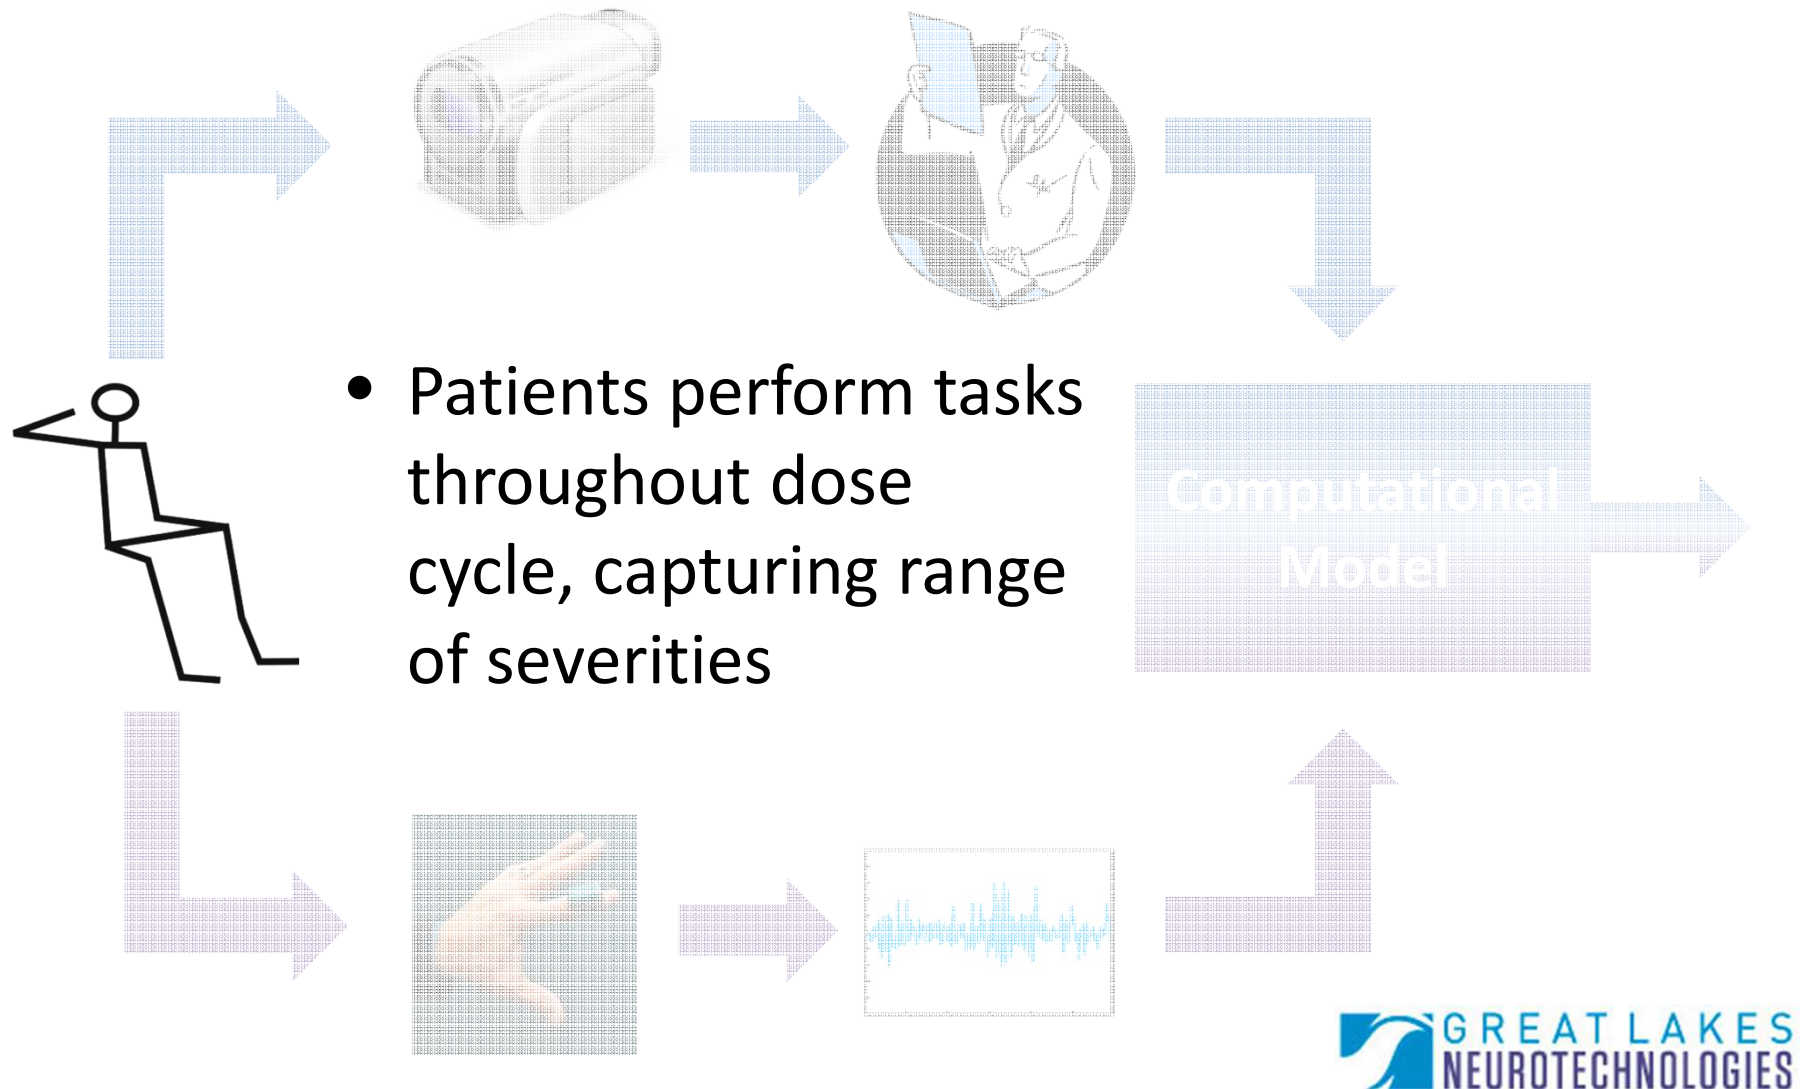 • Patients perform tasks
throughout dose
cycle, capturing range
of severities
Computational
Model
GREAT LAKES
NEUROTECHNOLOGIES